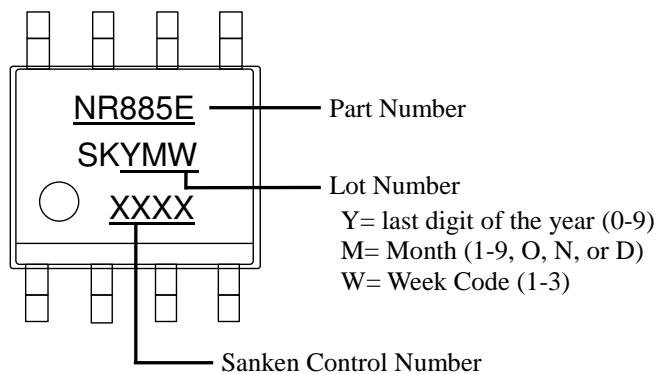 NR885E
Part Number
SKYMW
Lot Number
XXXX
Y= last digit of the year (0-9)
M= Month (1-9, O, N, or D)
W= Week Code (1-3)
Sanken Control Number